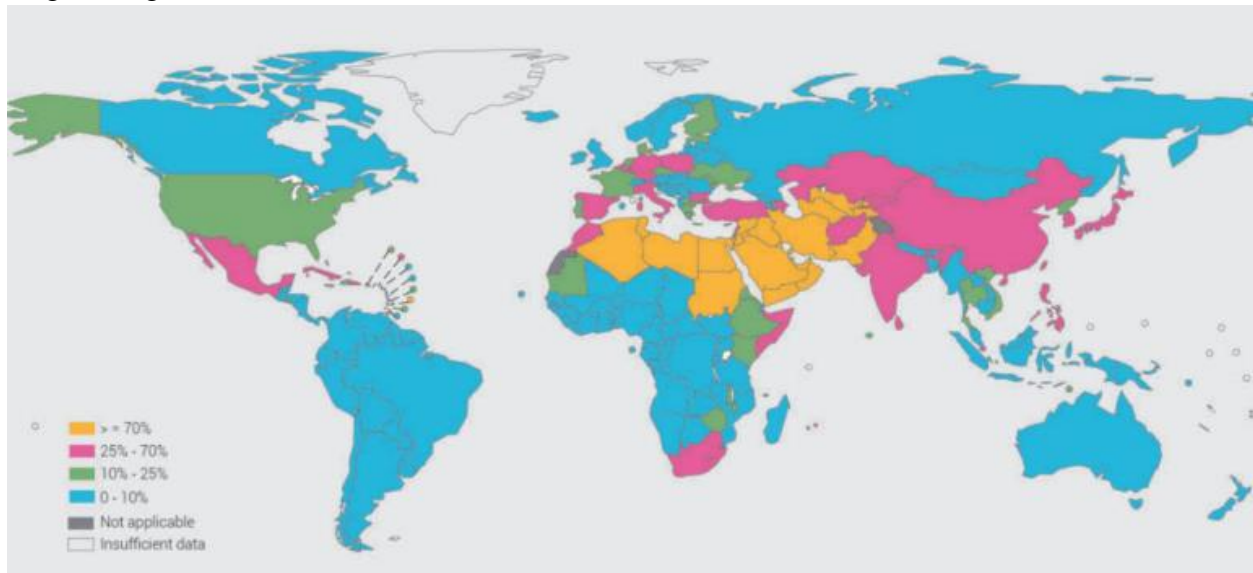 > = 70%
25% - 70%
10% - 25%
0 - 10%
Not applicable
Insufficient data